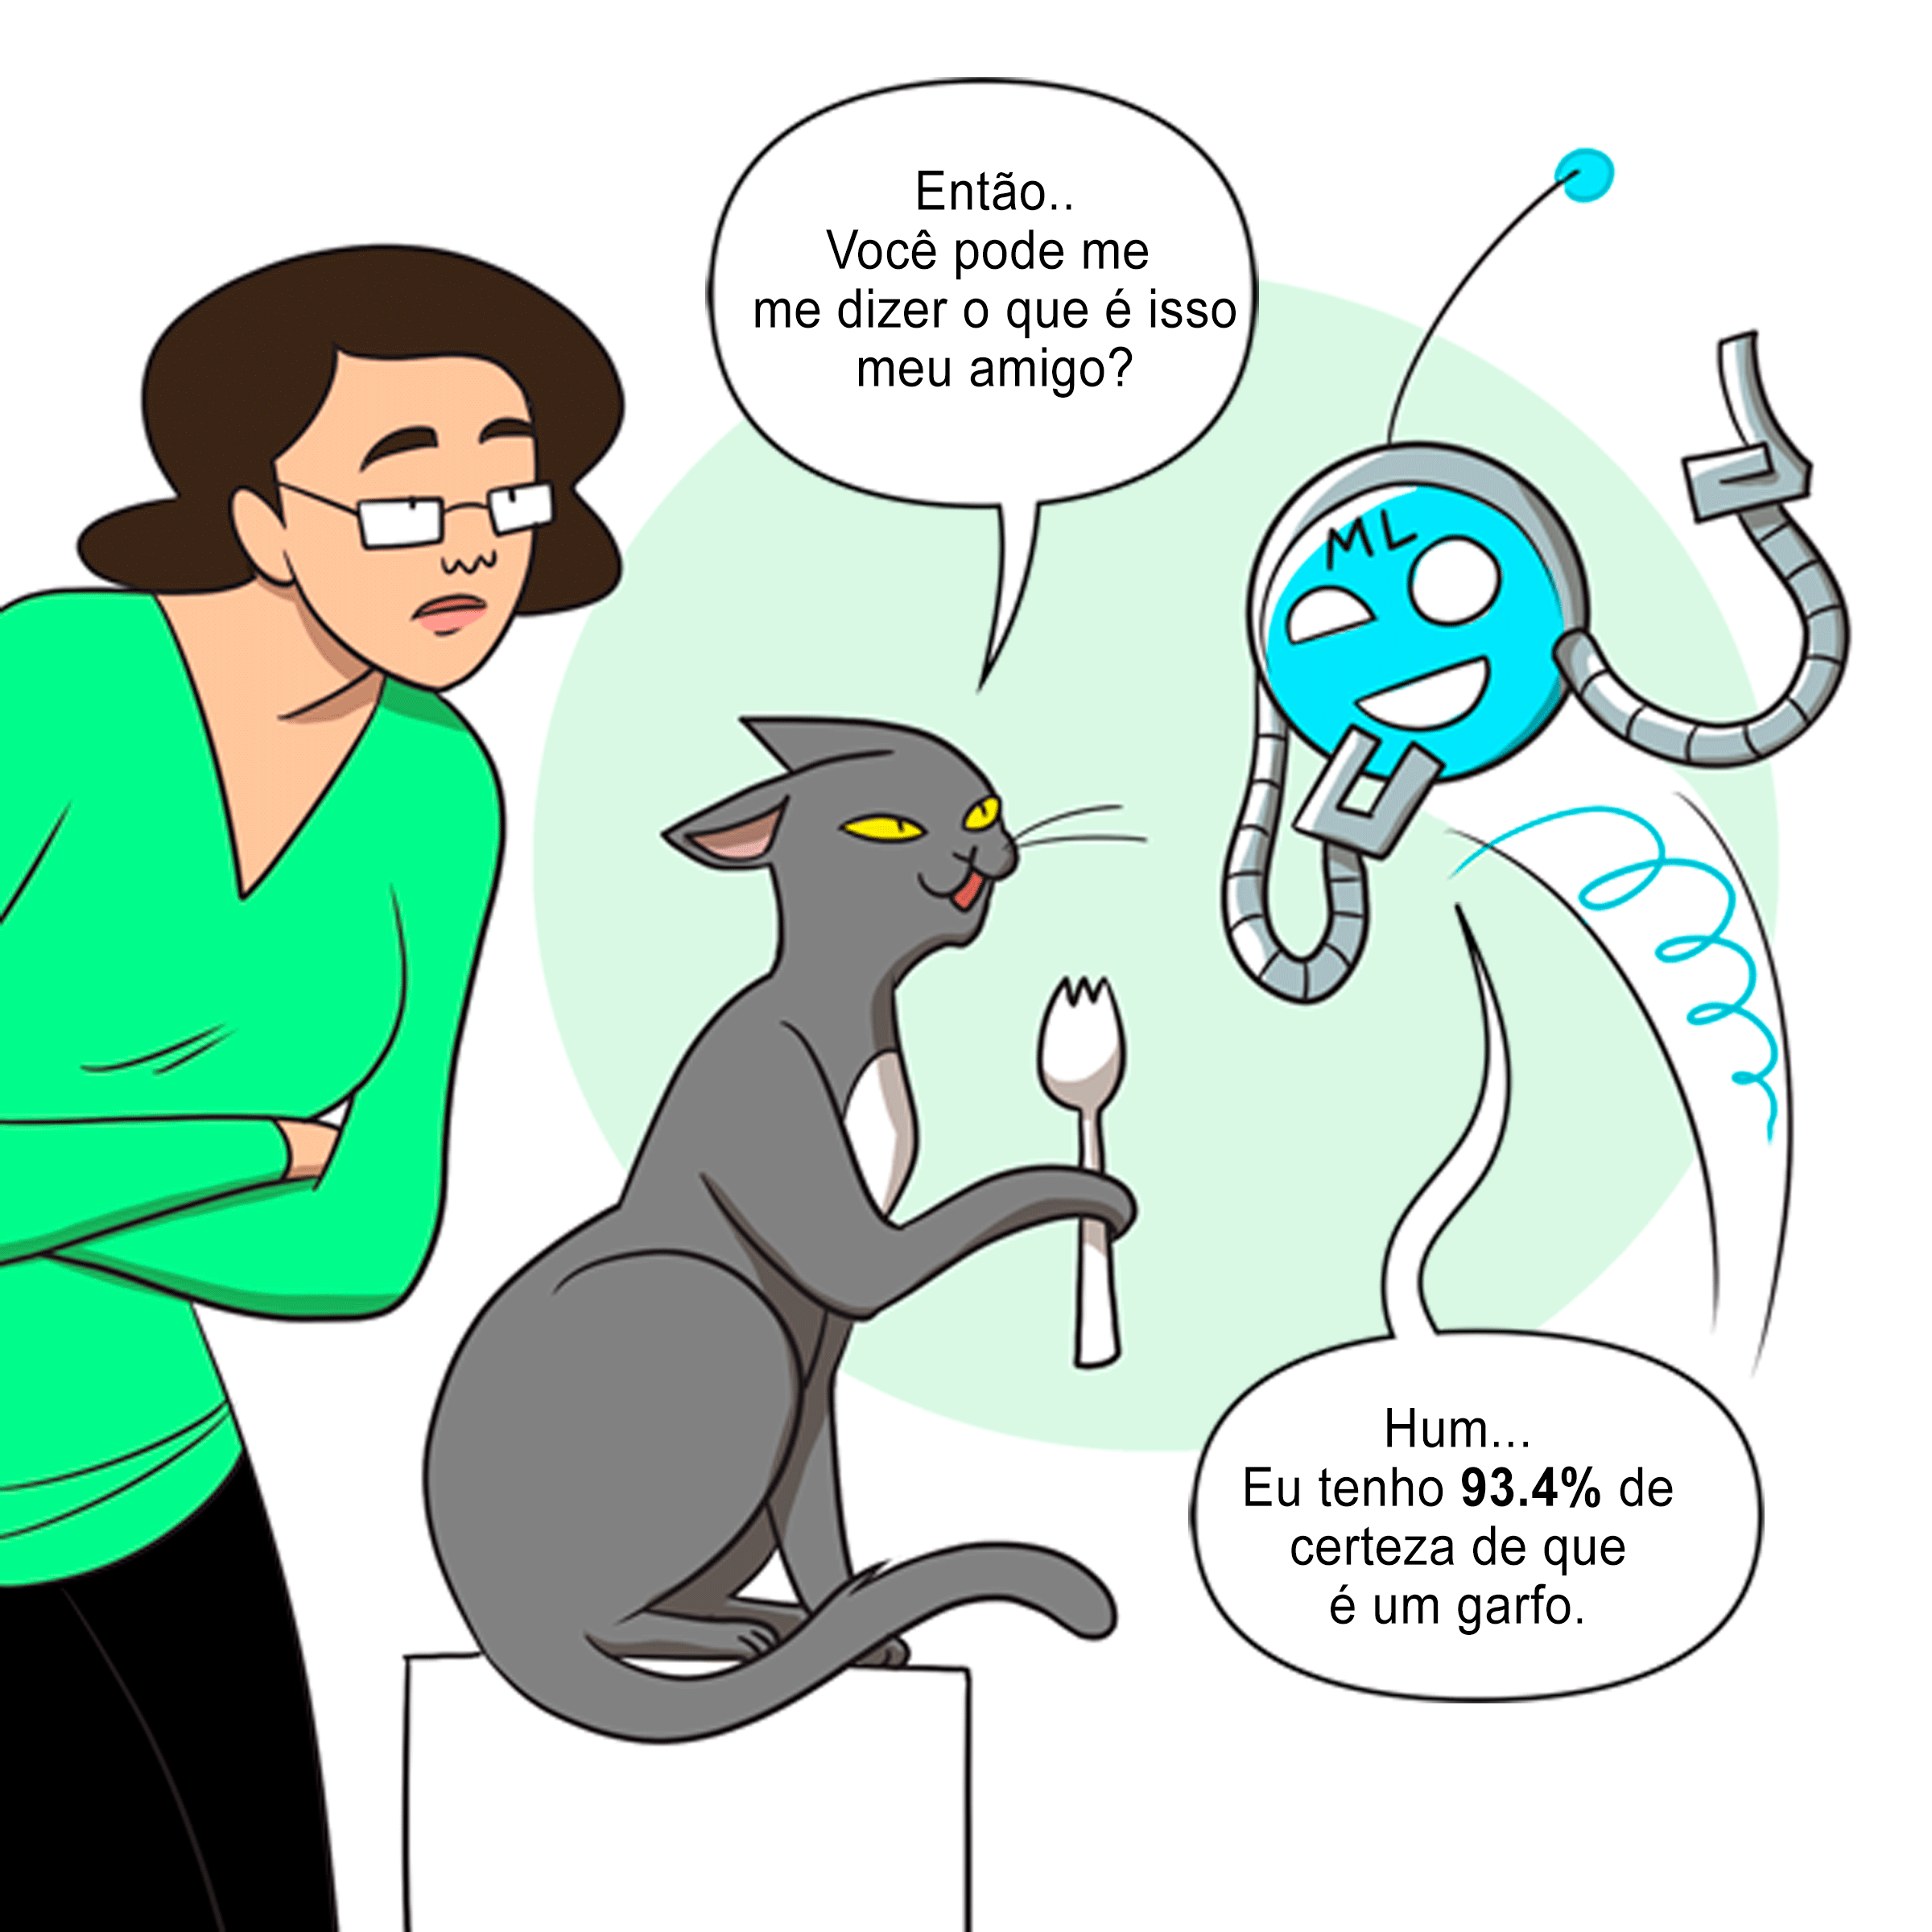 Então..
Você pode me
me dizer o que é isso
meu amigo?
ML
Hum...
Eu tenho 93.4% de
certeza de que
é um garfo.